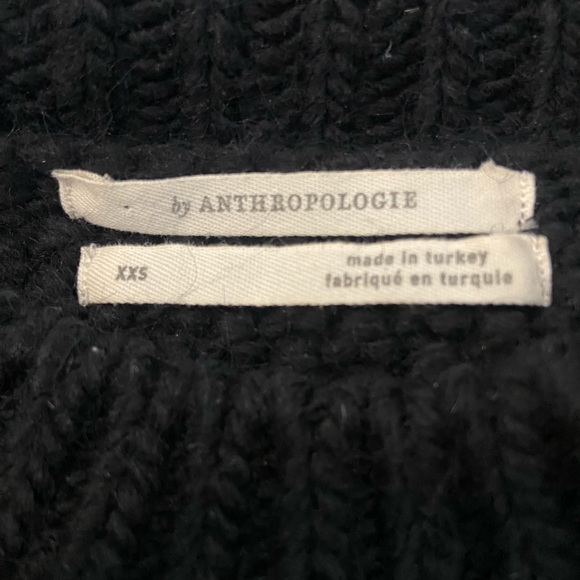 by ANTHROPOLOGIE
XXS
made in turkey
fabriqué en turquie